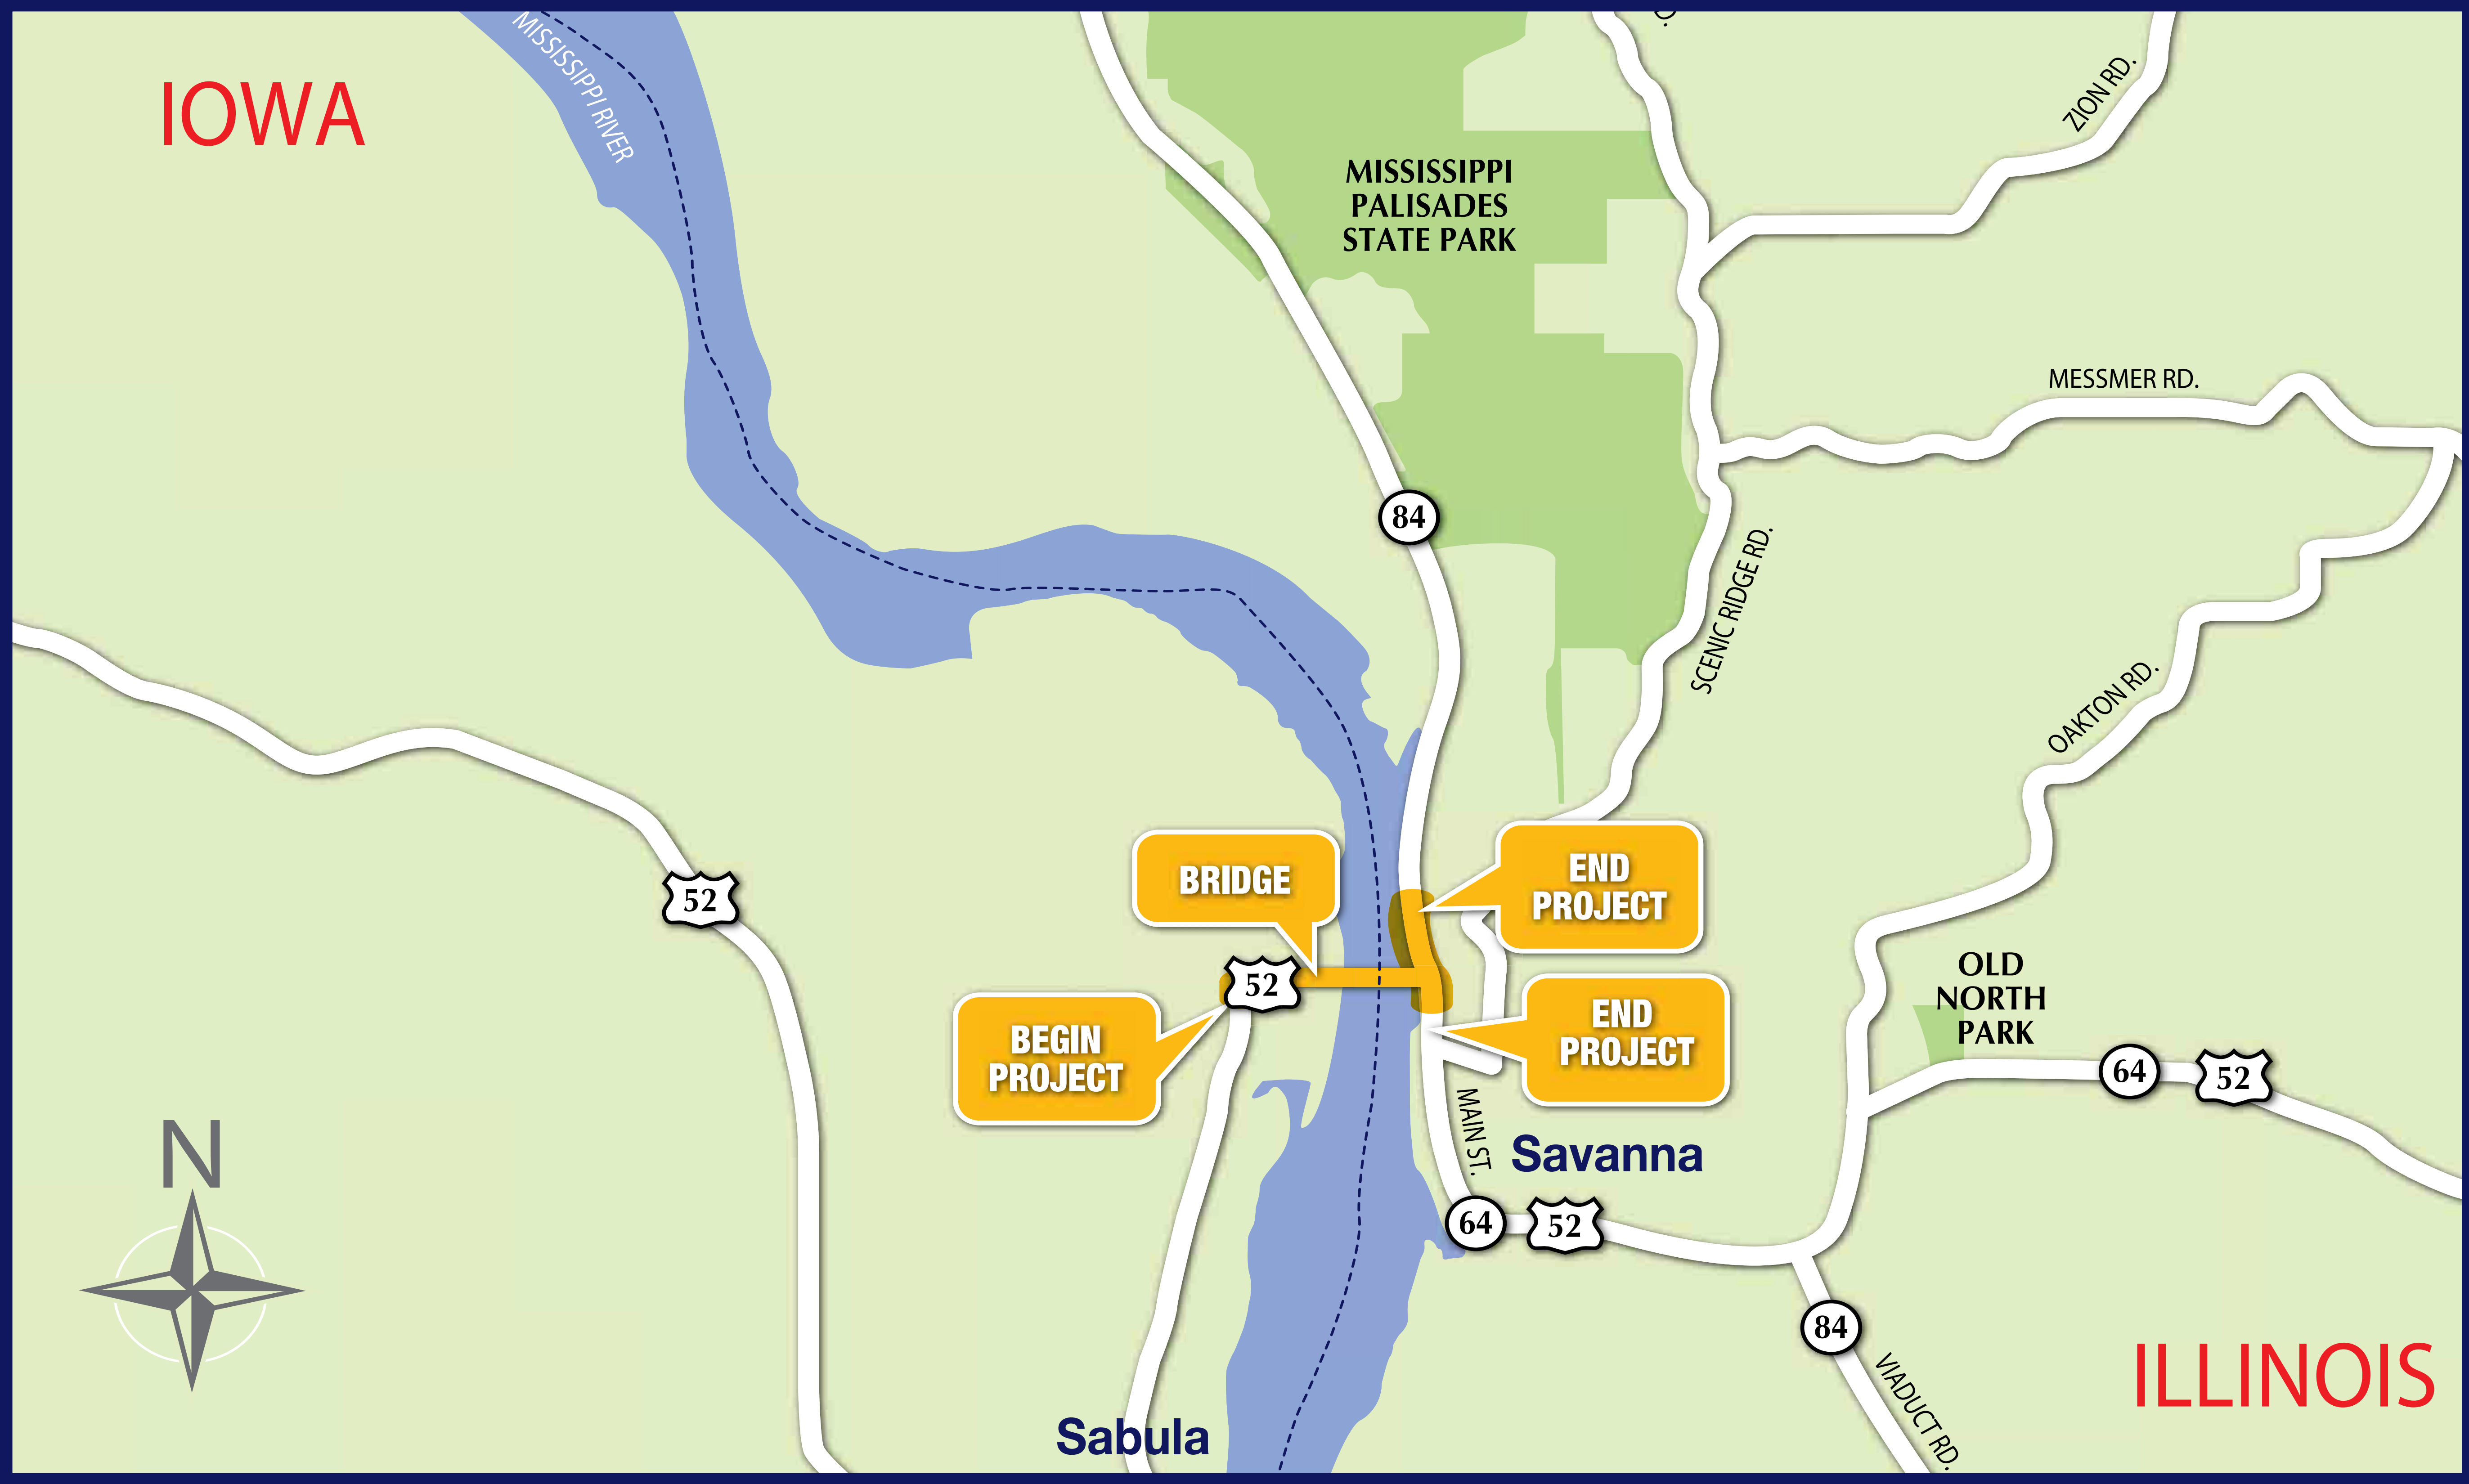 IOWA
MISSISSIPPI RIVER
ZION RD.
MISSISSIPPI
PALISADES
STATE PARK
MESSMER RD.
84
SCENIC RIDGE RD.
OAKTON RD.
52
BRIDGE
END
PROJECT
52
BEGIN
PROJECT
END
PROJECT
OLD
NORTH
PARK
64
52
MAIN ST.
Savanna
64
52
N
84
VIADUCT RD.
ILLINOIS
Sabula